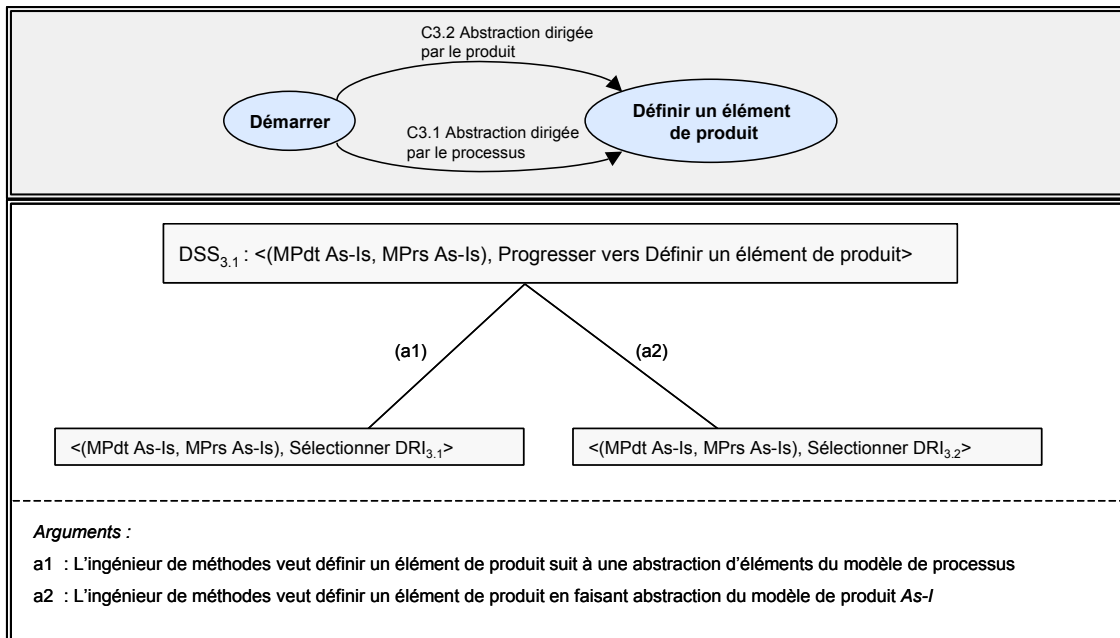 C3.2 Abstraction dirigée
par le produit
Démarrer
Définir un élément
de produit
C3.1 Abstraction dirigée
par le processus
DSS3.1 : <(MPdt As-Is, MPrs As-Is), Progresser vers Définir un élément de produit>
(a1)
(a2)
<(MPdt As-Is, MPrs As-Is), Sélectionner DRI3.1>
<(MPdt As-Is, MPrs As-Is), Sélectionner DRI3.2>
Arguments :
a1 : L'ingénieur de méthodes veut définir un élément de produit suit à une abstraction d'éléments du modèle de processus
a2 : L'ingénieur de méthodes veut définir un élément de produit en faisant abstraction du modèle de produit As-I